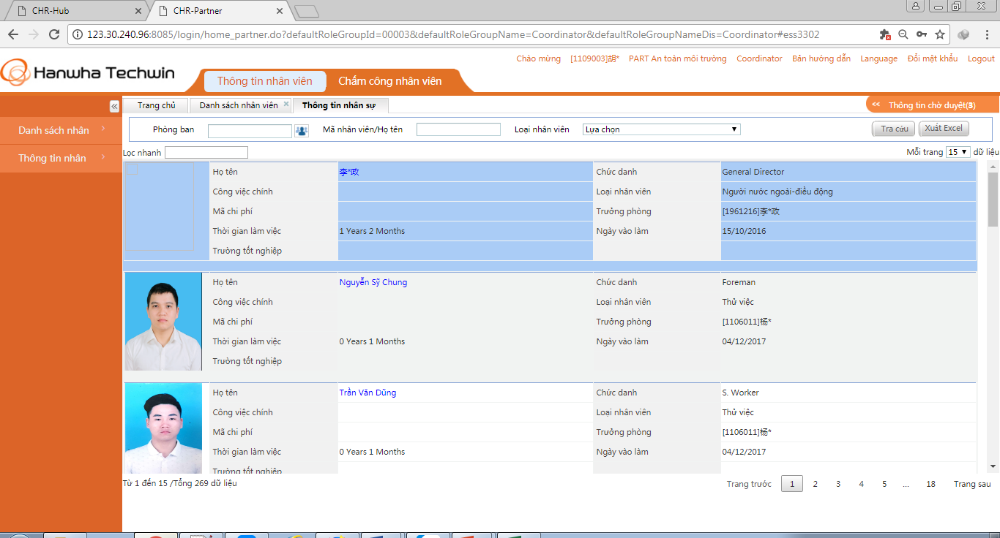 CHR-Hub
CHR-Partner
123.30.240.96:8085/login/home_partner.do?defaultRoleGroupId=00003&defaultRoleGroupName=Coordinator&defaultRoleGroupNameDis=Coordinator#ess3302
Chào mừng [1109003]胡* PART An toàn môi trường Coordinator Bản hướng dẫn Language Đổi mật khẩu Logout
Hanwha Techwin
Thông tin nhân viên Chấm công nhân viên
« Trang chủ Danh sách nhân viên × Thông tin nhân sự << Thông tin chờ duyệt(3)
Danh sách nhân
Thông tin nhân
Phòng ban Mã nhân viên/Họ tên Loại nhân viên Lựa chọn Tra cứu Xuất Excel
Lọc nhanh Mỗi trang 15 dữ liệu
Họ tên 李*政 Chức danh General Director
Công việc chính Loại nhân viên Người nước ngoài-điều động
Mã chi phí Trưởng phòng [1961216]李*政
Thời gian làm việc 1 Years 2 Months Ngày vào làm 15/10/2016
Trường tốt nghiệp
Họ tên Nguyễn Sỹ Chung Chức danh Foreman
Công việc chính Loại nhân viên Thử việc
Mã chi phí Trưởng phòng [1106011]杨*
Thời gian làm việc 0 Years 1 Months Ngày vào làm 04/12/2017
Trường tốt nghiệp
Họ tên Trần Văn Dũng Chức danh S. Worker
Công việc chính Loại nhân viên Thử việc
Mã chi phí Trưởng phòng [1106011]杨*
Thời gian làm việc 0 Years 1 Months Ngày vào làm 04/12/2017
Trường tốt nghiệp
Từ 1 đến 15 /Tổng 269 dữ liệu Trang trước 1 2 3 4 5 ... 18 Trang sau